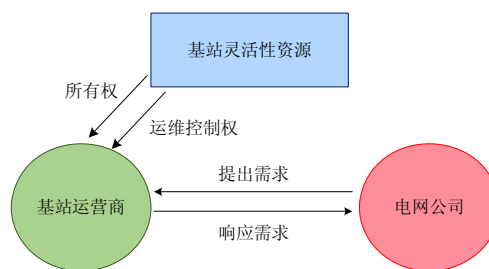 基站灵活性资源
所有权
运维控制权
提出需求
基站运营商
电网公司
响应需求